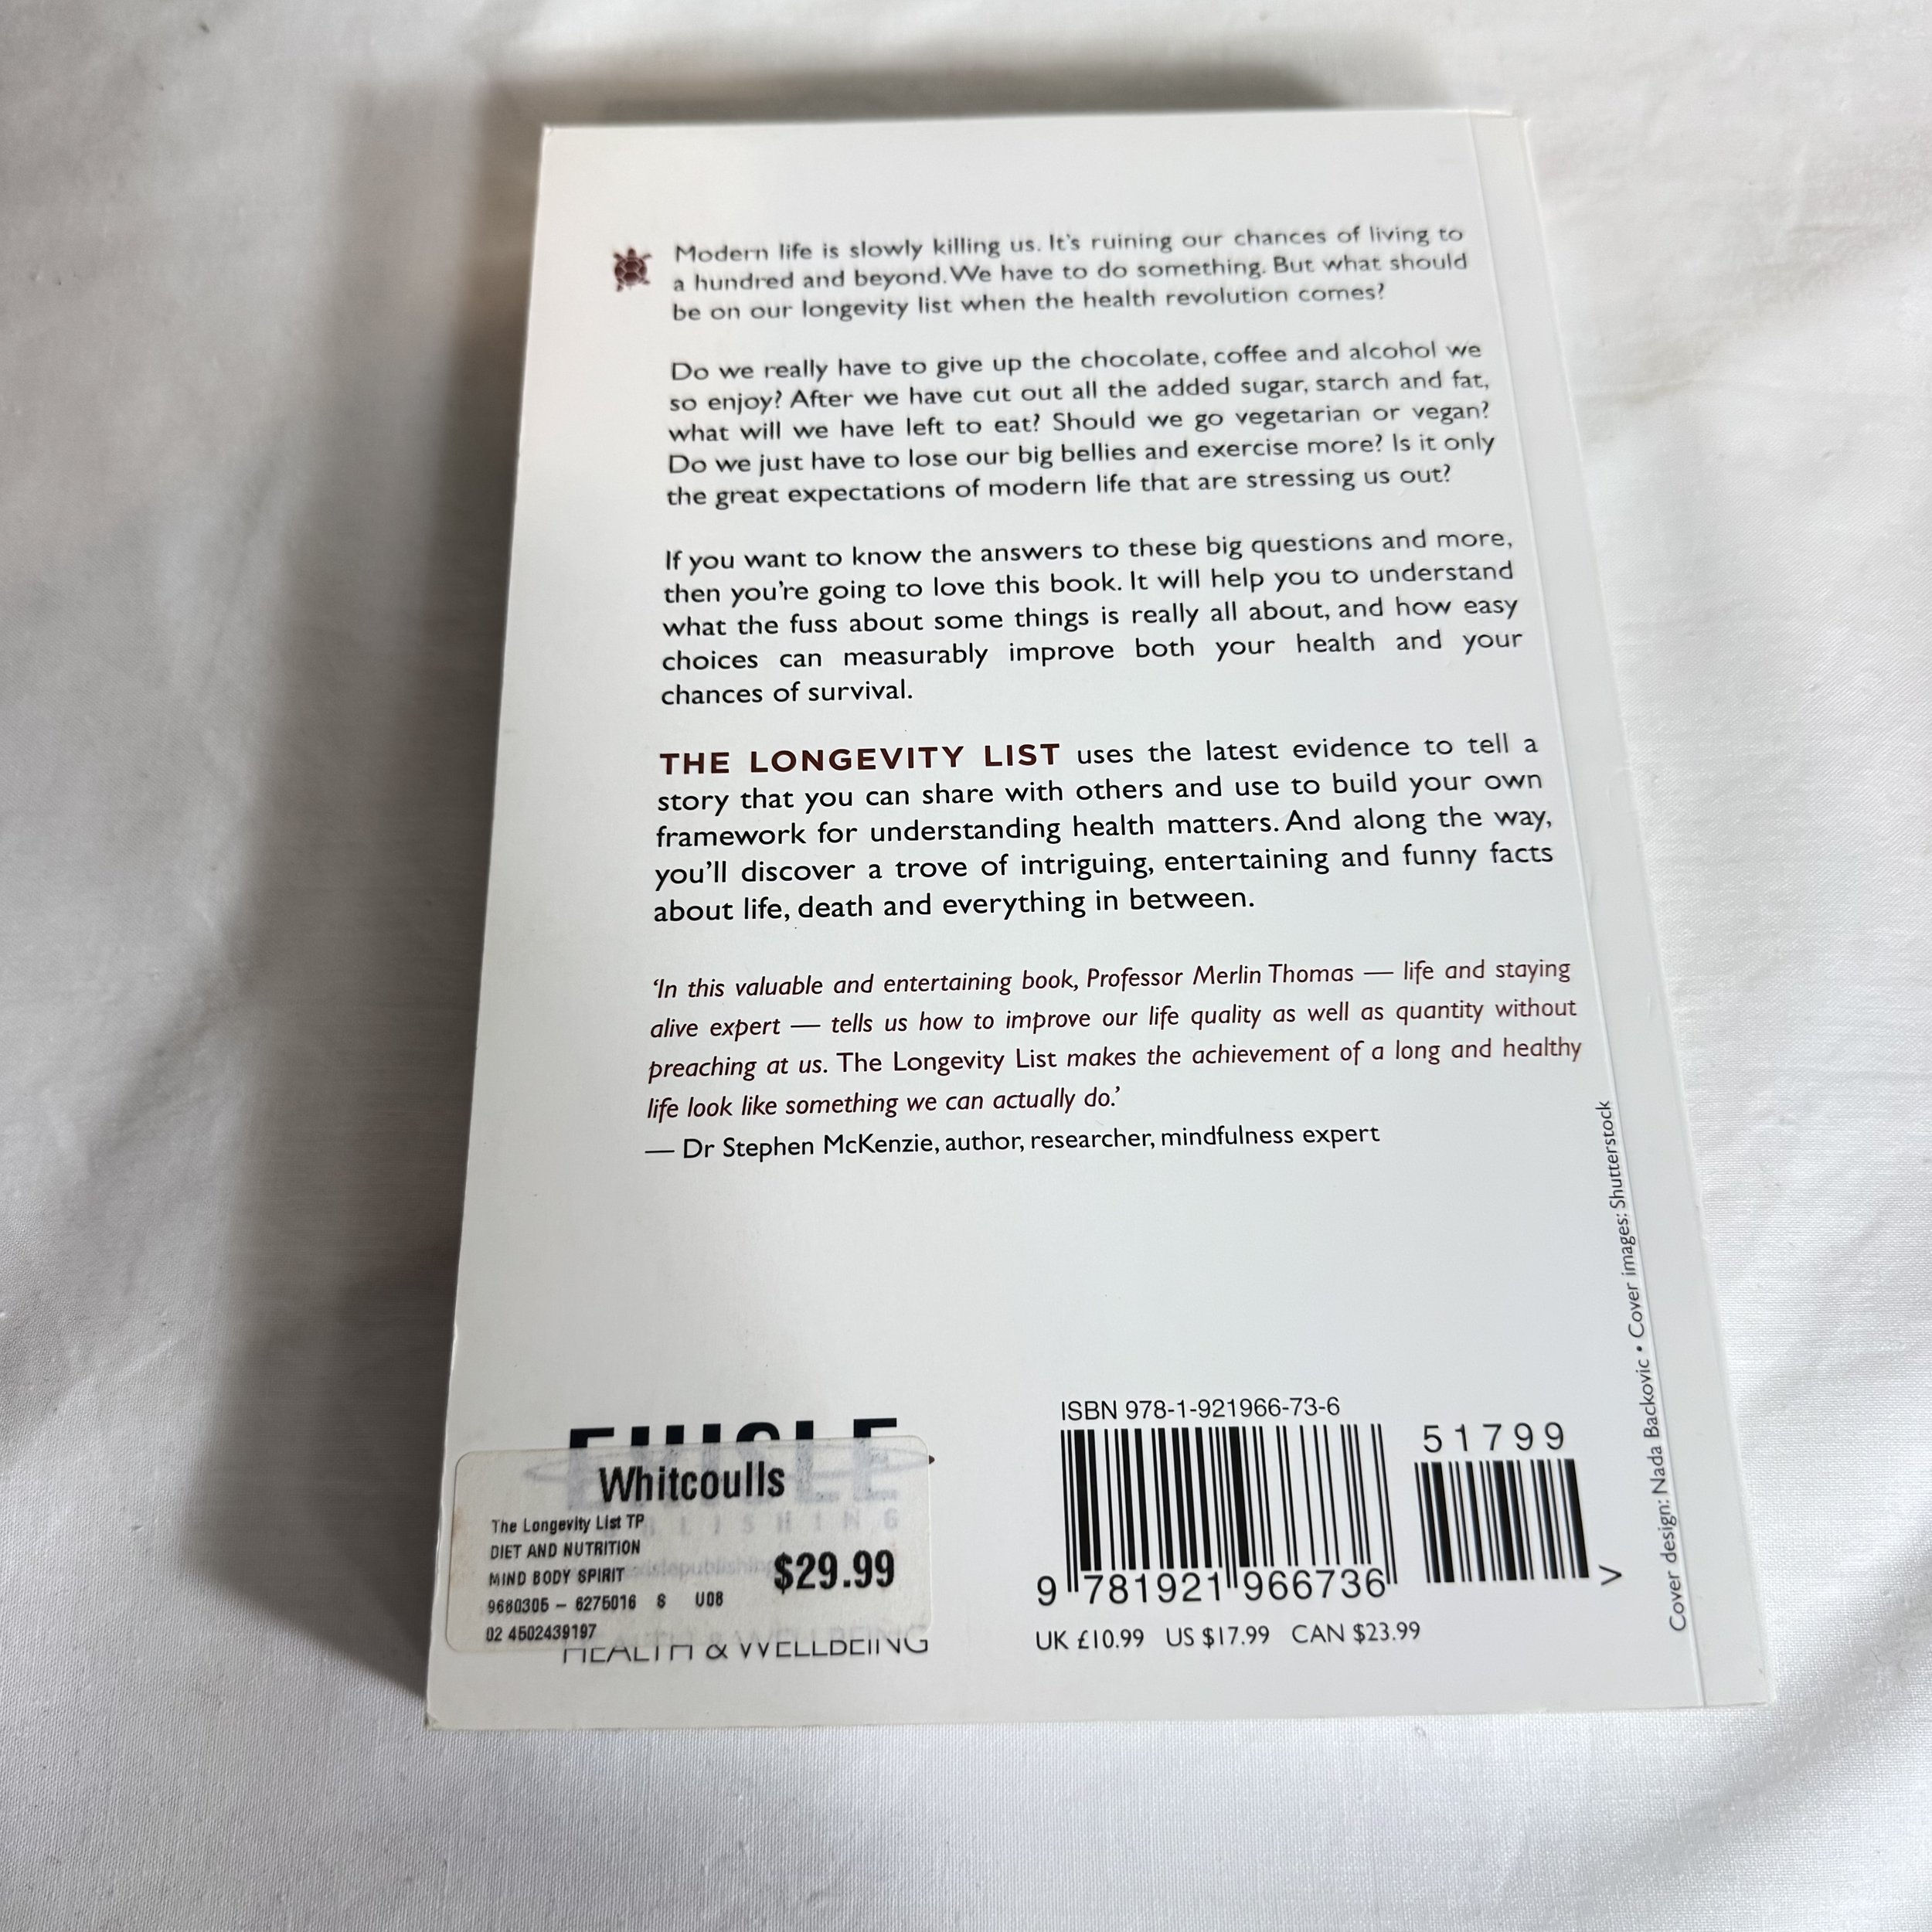 Modern life is slowly killing us. It's ruining our chances of living to
a hundred and beyond. We have to do something. But what should
be on our longevity list when the health revolution comes?
Do we really have to give up the chocolate, coffee and alcohol we
so enjoy? After we have cut out all the added sugar, starch and fat,
what will we have left to eat? Should we go vegetarian or vegan?
Do we just have to lose our big bellies and exercise more? Is it only
the great expectations of modern life that are stressing us out?
If you want to know the answers to these big questions and more,
then you're going to love this book. It will help you to understand
what the fuss about some things is really all about, and how easy
choices can measurably improve both your health and your
chances of survival.
THE LONGEVITY LIST uses the latest evidence to tell a
story that you can share with others and use to build your own
framework for understanding health matters. And along the way,
you'll discover a trove of intriguing, entertaining and funny facts
about life, death and everything in between.
'In this valuable and entertaining book, Professor Merlin Thomas — life and staying
alive expert — tells us how to improve our life quality as well as quantity without
preaching at us. The Longevity List makes the achievement of a long and healthy
life look like something we can actually do.'
— Dr Stephen McKenzie, author, researcher, mindfulness expert
Whitcoulls
The Longevity List TP
DIET AND NUTRITION
MIND BODY SPIRIT
$29.99
9680305 – 6275016 S U08
02 4502439197
HEALTH & WELLBEING
ISBN 978-1-921966-73-6
51799
9 781921 966736 >
UK £10.99 US $17.99 CAN $23.99
Cover design: Nada Backovic • Cover images: Shutterstock